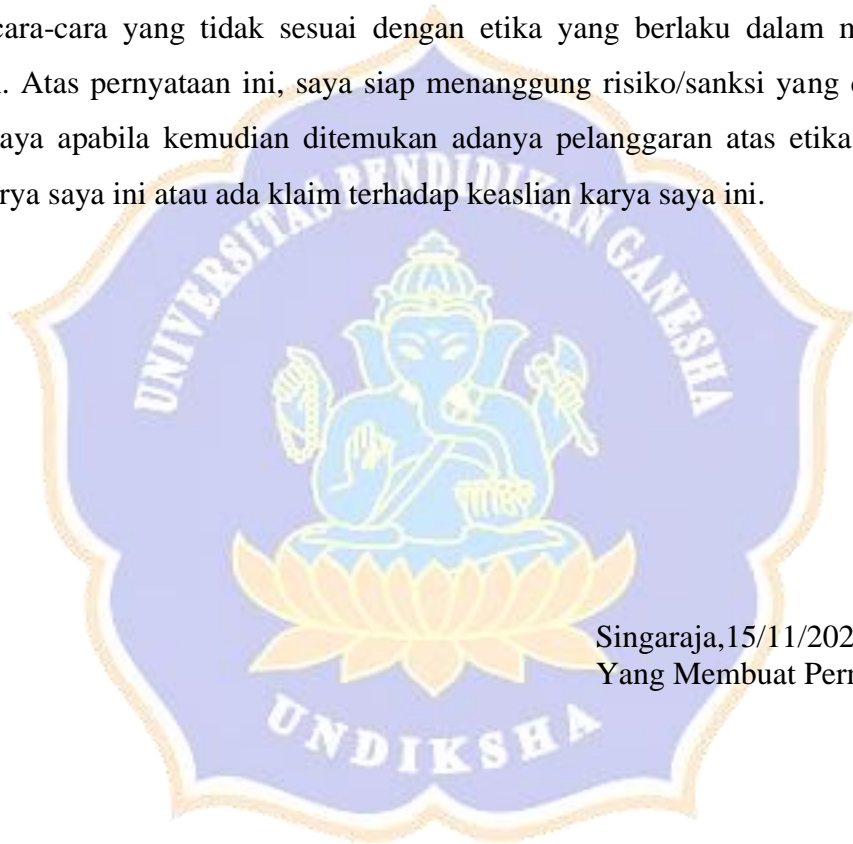 cara-cara yang tidak sesuai dengan etika yang berlaku dalam
. Atas pernyataan ini, saya siap menanggung risiko/sanksi yang
aya apabila kemudian ditemukan adanya pelanggaran atas etika
rya saya ini atau ada klaim terhadap keaslian karya saya ini.
UNIVERSITAS PENDIDIKAN GANESHA
Singaraja,15/11/202
Yang Membuat Per
UNDIKSHA